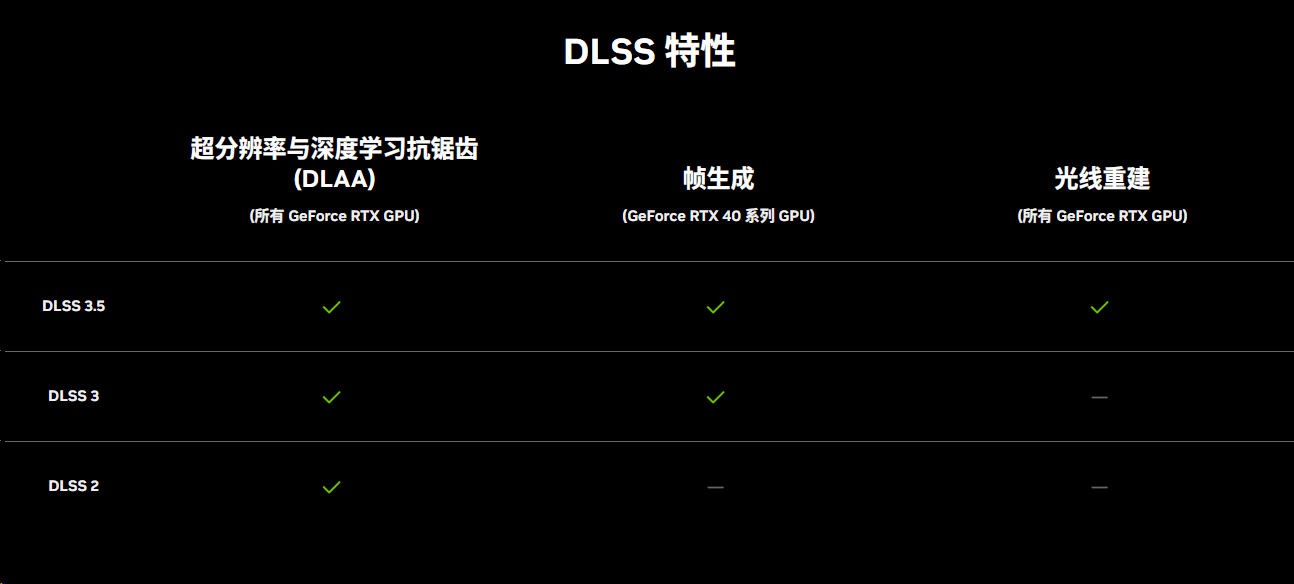 DLSS 特性
超分辨率与深度学习抗锯齿
(DLAA)
(所有 GeForce RTX GPU)
帧生成
(GeForce RTX 40 系列 GPU)
光线重建
(所有 GeForce RTX GPU)
DLSS 3.5
DLSS 3
DLSS 2